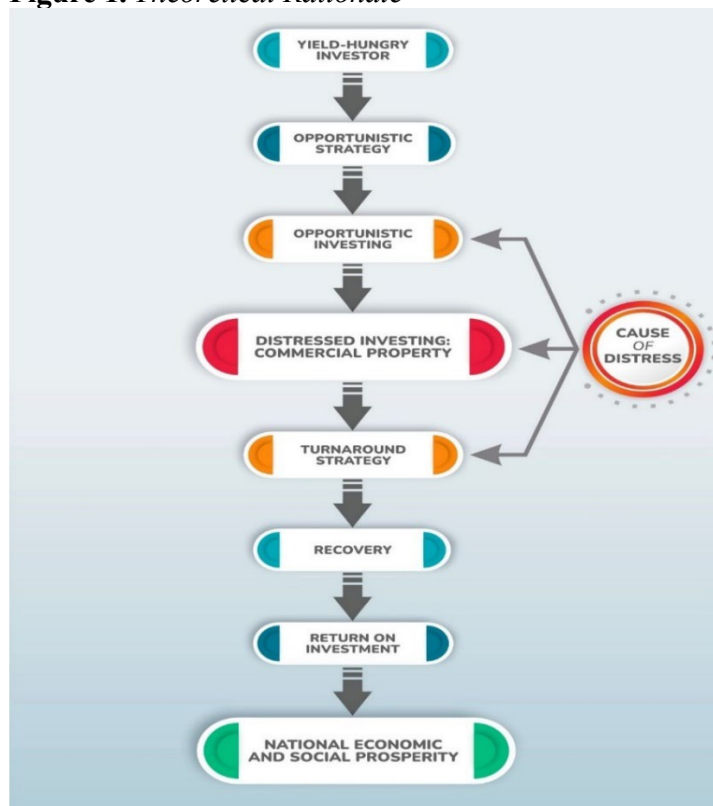 Figure 1. Theoretical Rationale
YIELD-HUNGRY
INVESTOR
OPPORTUNISTIC
STRATEGY
OPPORTUNISTIC
INVESTING
DISTRESSED INVESTING:
COMMERCIAL PROPERTY
CAUSE
OF
DISTRESS
TURNAROUND
STRATEGY
RECOVERY
RETURN ON
INVESTMENT
NATIONAL ECONOMIC
AND SOCIAL PROSPERITY